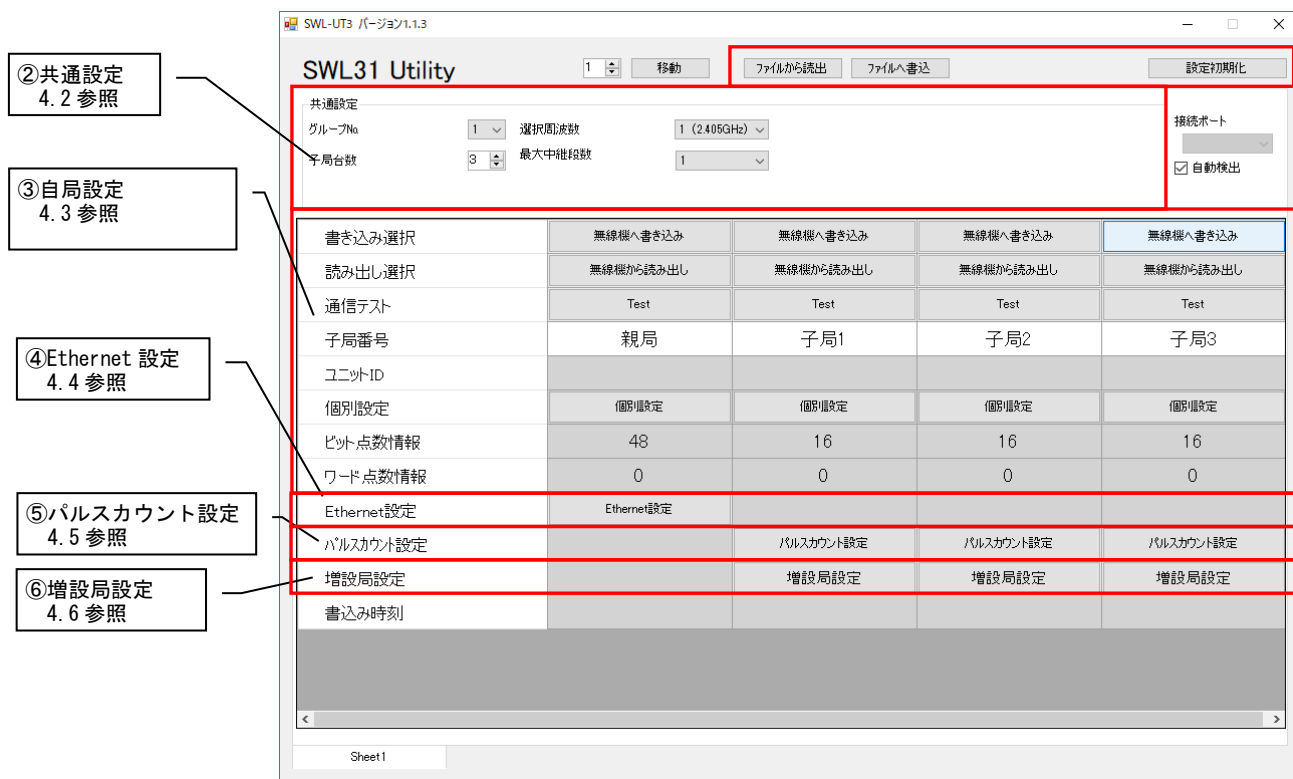 SWL-UT3 バージョン1.1.3
SWL31 Utility
1
移動
ファイルから読出
ファイルへ書込
設定初期化
②共通設定
4.2 参照
共通設定
グループNo.
1
選択周波数
1 (2.405GHz)
子局台数
3
最大中継段数
1
接続ポート
自動検出
③自局設定
4.3 参照
書き込み選択 無線機へ書き込み 無線機へ書き込み 無線機へ書き込み 無線機へ書き込み
読み出し選択 無線機から読み出し 無線機から読み出し 無線機から読み出し 無線機から読み出し
通信テスト Test Test Test Test
子局番号 親局 子局1 子局2 子局3
④Ethernet 設定
4.4 参照
ユニットID
個別設定 個別設定 個別設定 個別設定 個別設定
ビット点数情報 48 16 16 16
ワード点数情報 0 0 0 0
Ethernet設定 Ethernet設定
⑤パルスカウント設定
4.5 参照
パルスカウント設定 パルスカウント設定 パルスカウント設定 パルスカウント設定
⑥増設局設定
4.6 参照
増設局設定 増設局設定 増設局設定 増設局設定
書込み時刻
Sheet1